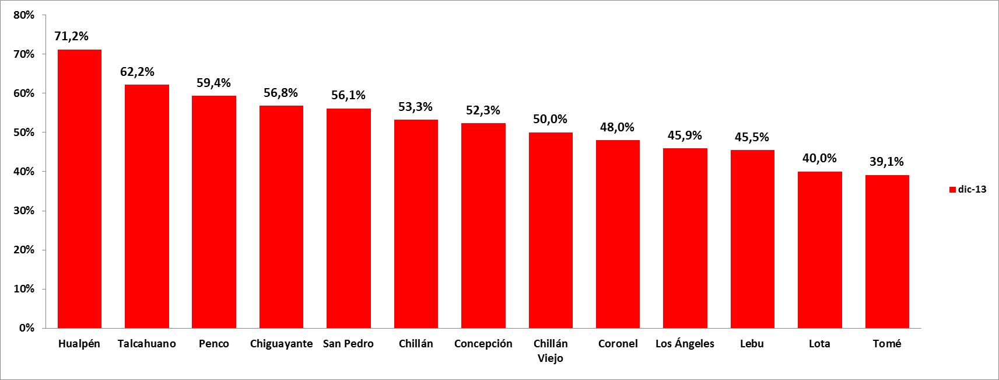 80%
70%
60%
50%
40%
30%
20%
10%
0%
71,2%
62,2%
59,4%
56,8%
56,1%
53,3%
52,3%
50,0%
48,0%
45,9%
45,5%
40,0%
39,1%
Hualpén
Talcahuano
Penco
Chiguayante
San Pedro
Chillán
Concepción
Chillán
Viejo
Coronel
Los Ángeles
Lebu
Lota
Tomé
dic-13